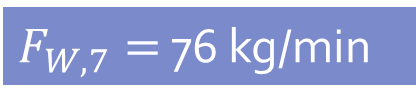 F_{W,7} = 76 kg/min